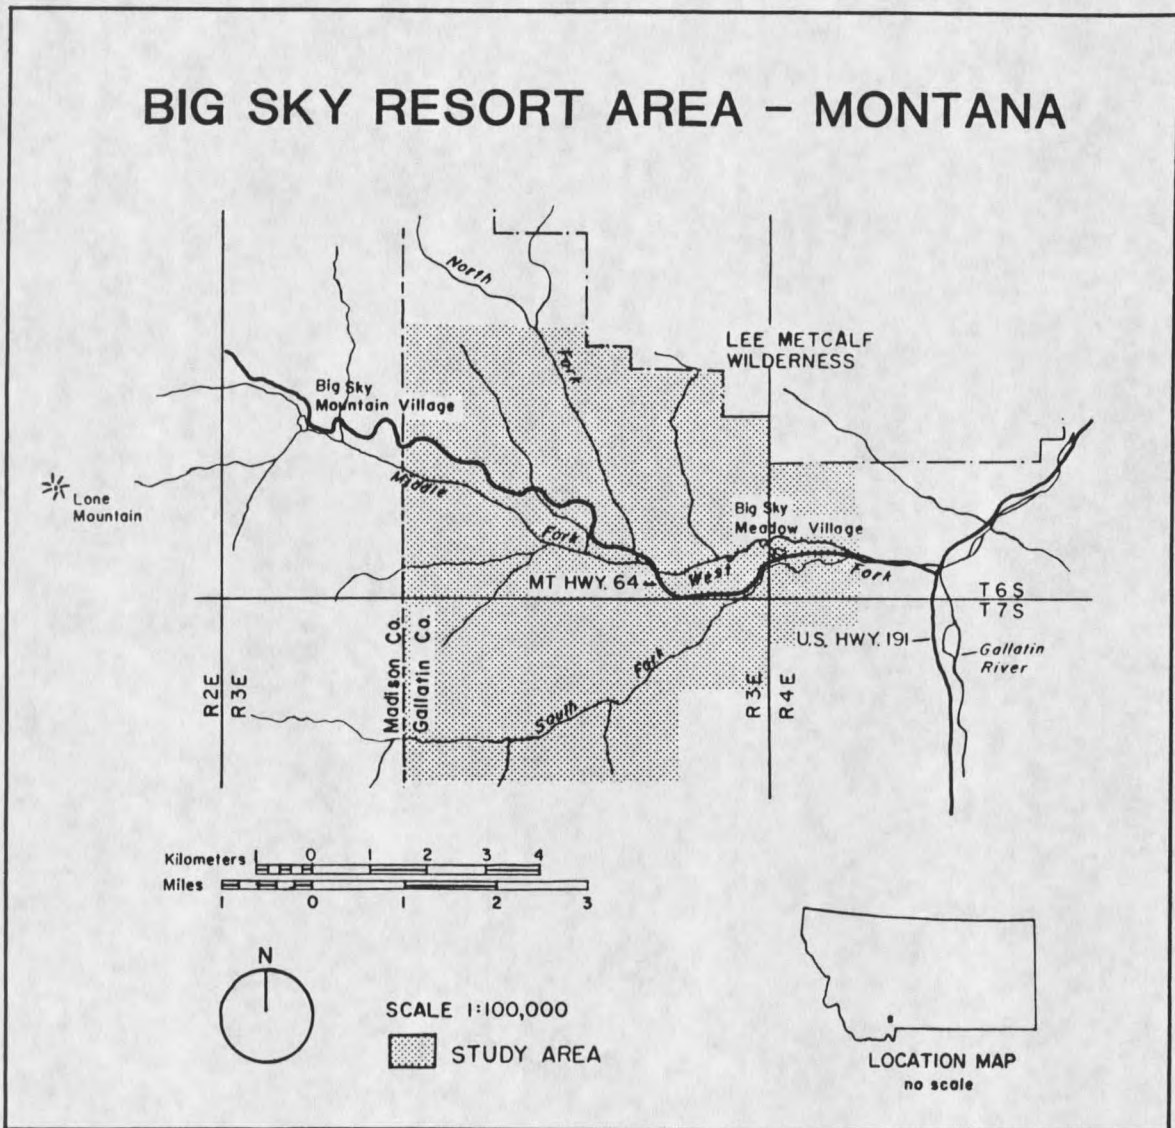 BIG SKY RESORT AREA – MONTANA
North
Fork
LEE METCALF
WILDERNESS
Big Sky
Mountain Village
Lone
Mountain
Middle
Fork
Big Sky
Meadow Village
MT HWY. 64
West
Fork
T6S
T7S
U.S. HWY. 191
Gallatin
River
R2E
R3E
Madison Co.
Gallatin Co.
South
Fork
R3E
R4E
Kilometers 1 0 1 2 3 4
Miles
1 0 1 2 3
N
SCALE 1:100,000
STUDY AREA
LOCATION MAP
no scale